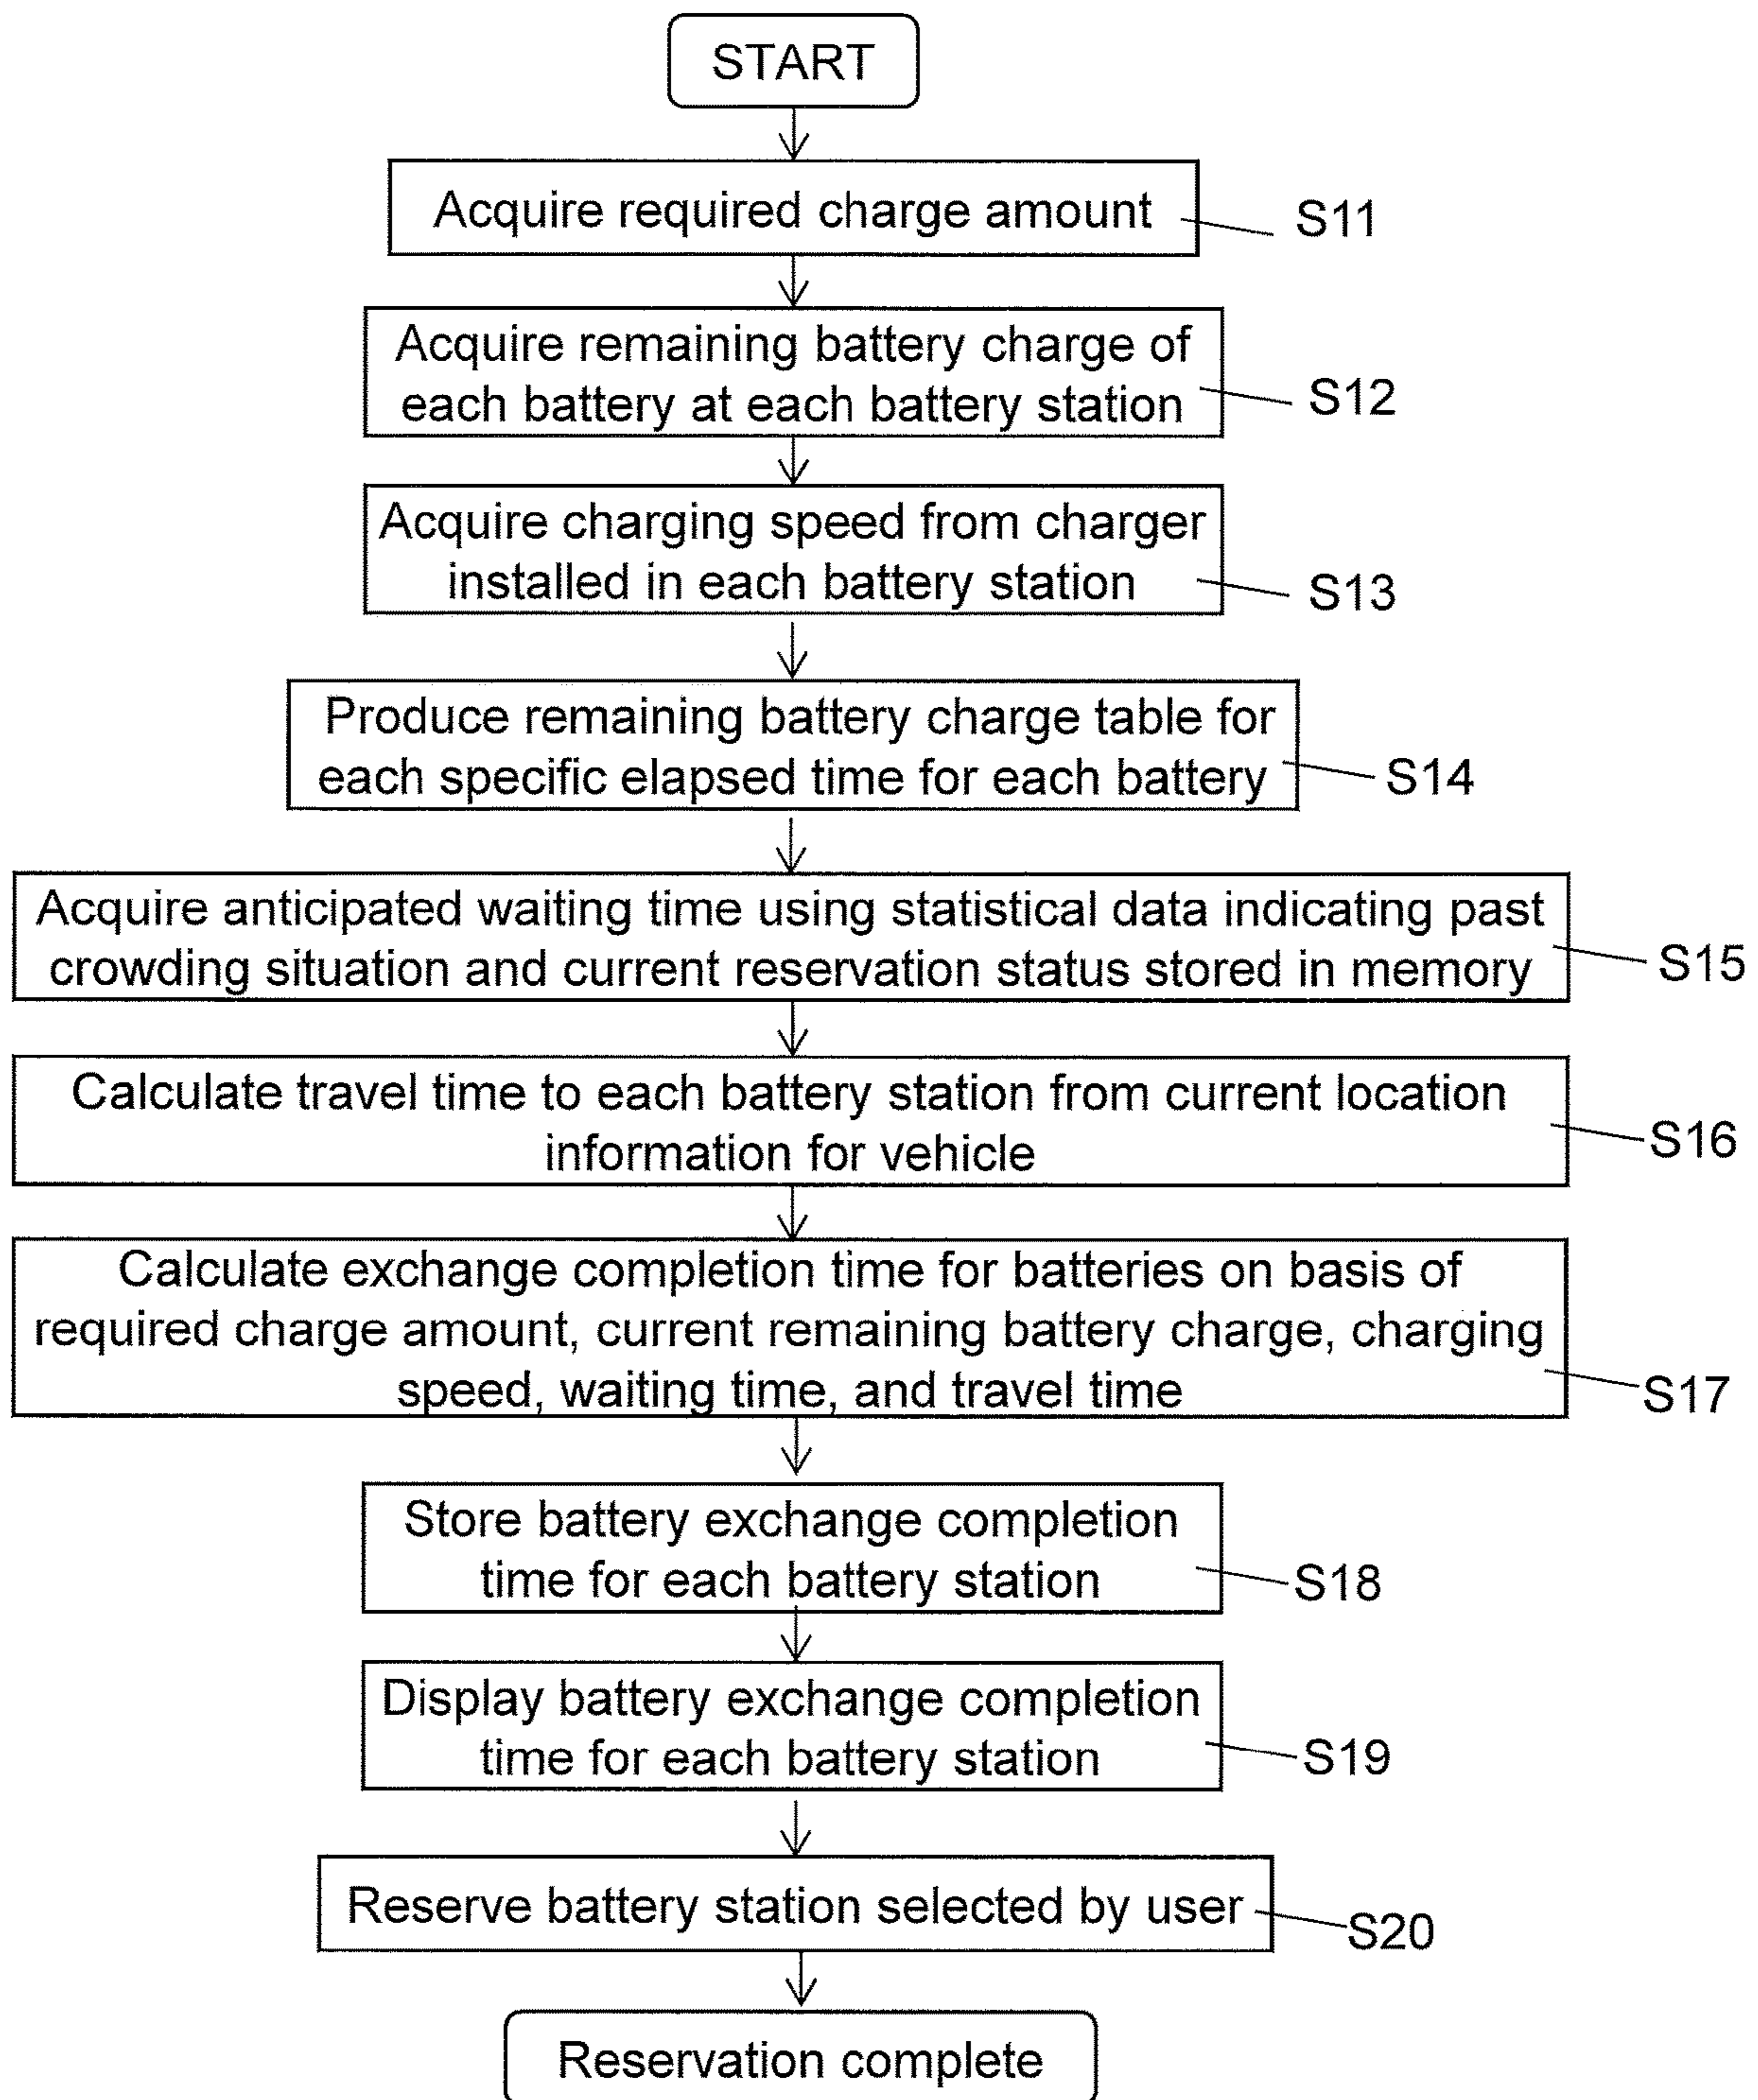 START
Acquire required charge amount
S11
Acquire remaining battery charge of
each battery at each battery station
S12
Acquire charging speed from charger
installed in each battery station
S13
Produce remaining battery charge table for
each specific elapsed time for each battery
S14
Acquire anticipated waiting time using statistical data indicating past
crowding situation and current reservation status stored in memory
S15
Calculate travel time to each battery station from current location
information for vehicle
S16
Calculate exchange completion time for batteries on basis of
required charge amount, current remaining battery charge, charging
speed, waiting time, and travel time
S17
Store battery exchange completion
time for each battery station
S18
Display battery exchange completion
time for each battery station
S19
Reserve battery station selected by user
S20
Reservation complete